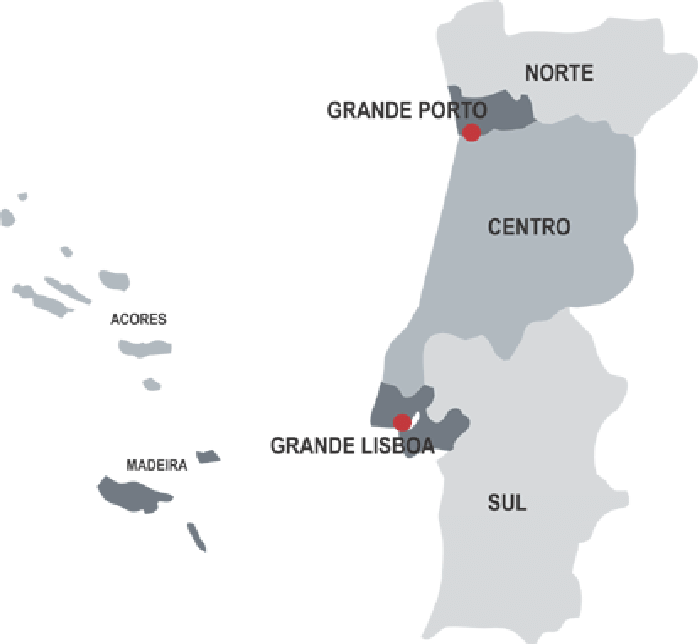 NORTE
GRANDE PORTO
CENTRO
ACORES
GRANDE LISBOA
MADEIRA
SUL